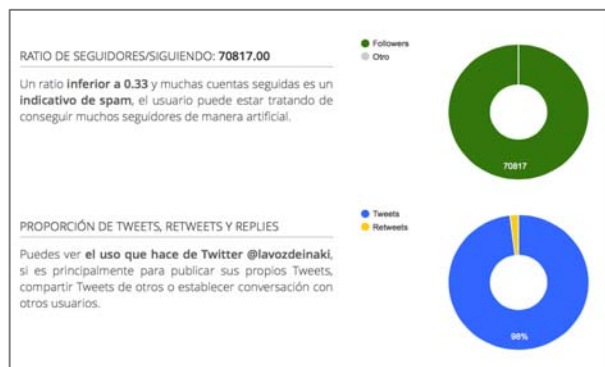 RATIO DE SEGUIDORES/SIGUIENDO: 70817.00
Un ratio inferior a 0.33 y muchas cuentas seguidas es un
indicativo de spam, el usuario puede estar tratando de
conseguir muchos seguidores de manera artificial.
Followers
Otro
70817
PROPORCIÓN DE TWEETS, RETWEETS Y REPLIES
Puedes ver el uso que hace de Twitter @lavozdeinaki,
si es principalmente para publicar sus propios Tweets,
compartir Tweets de otros o establecer conversación con
otros usuarios.
Tweets
Retweets
98%